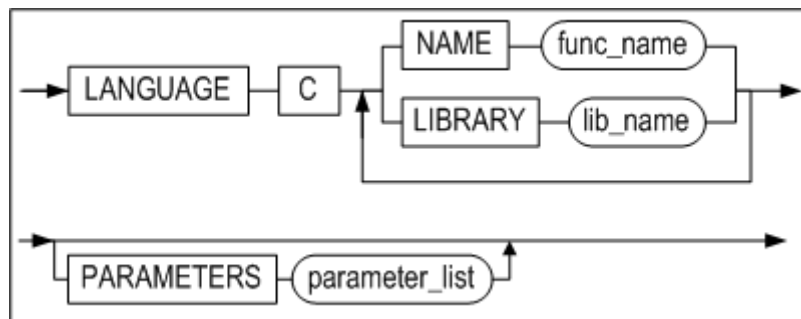 NAME func_name
LANGUAGE C
LIBRARY lib_name
PARAMETERS parameter_list